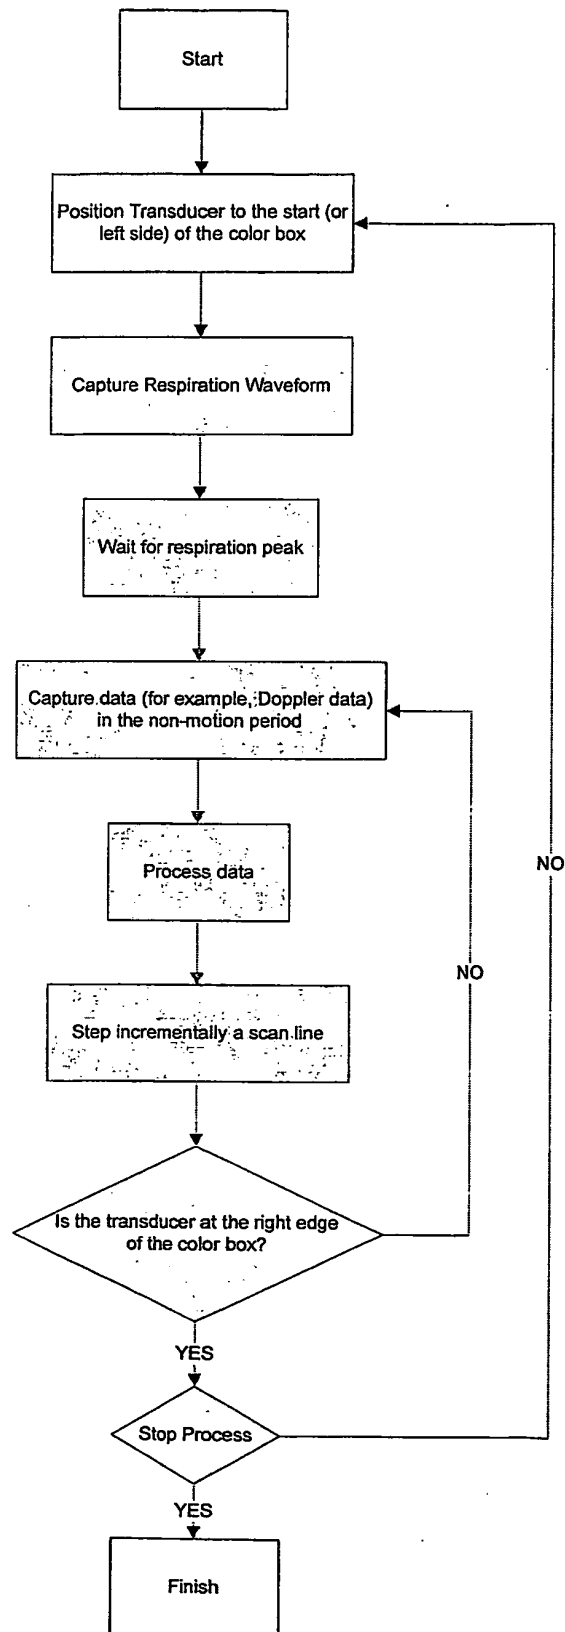 Start
Position Transducer to the start (or
left side) of the color box
Capture Respiration Waveform
Wait for respiration peak
Capture data (for example, Doppler data)
in the non-motion period
Process data
Step incrementally a scan line
NO
NO
Is the transducer at the right edge
of the color box?
YES
Stop Process
YES
Finish